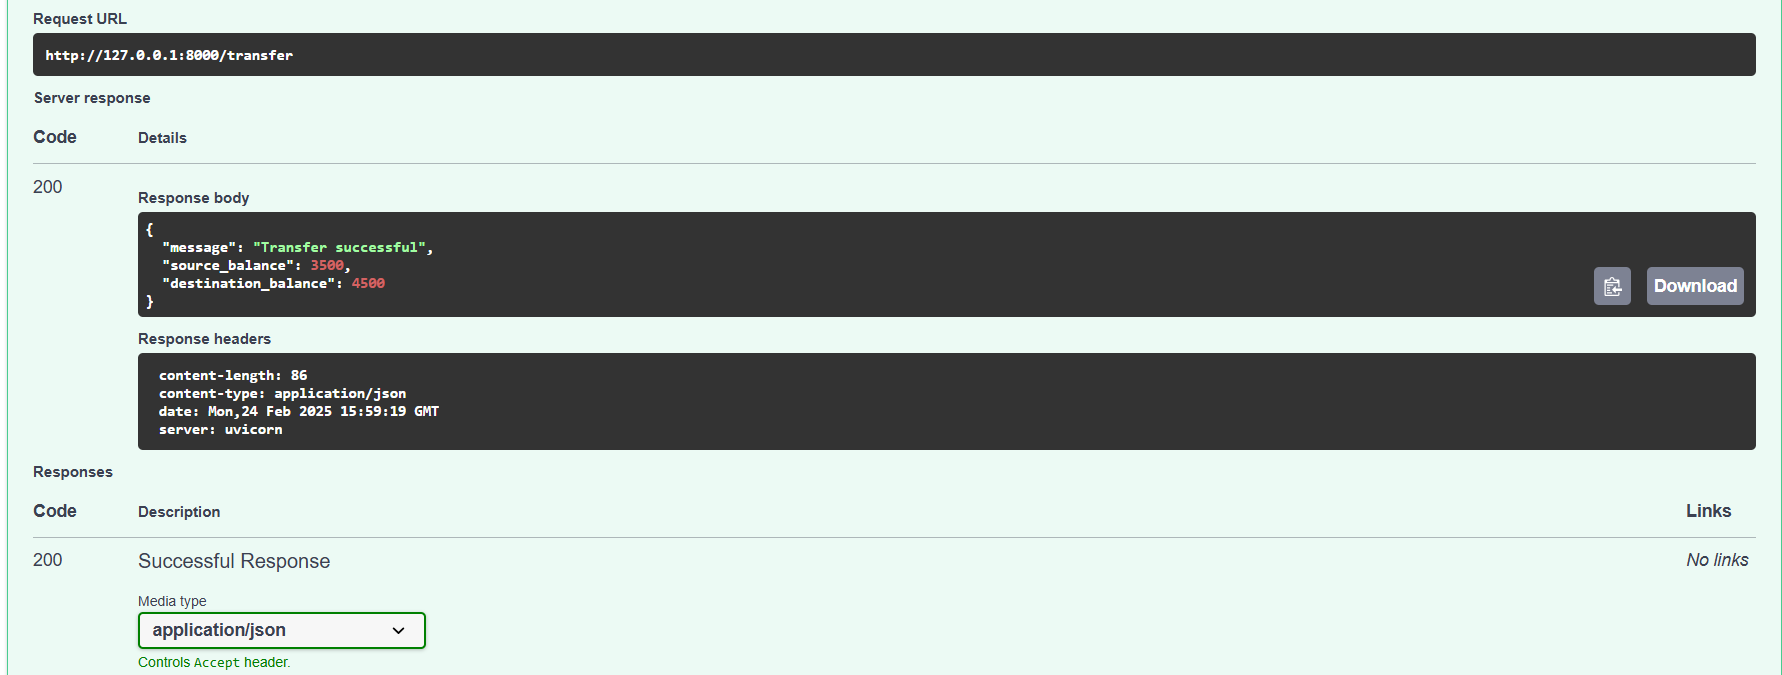 Request URL
http://127.0.0.1:8000/transfer
Server response
Code Details
200
Response body
{
"message": "Transfer successful",
"source_balance": 3500,
"destination_balance": 4500
}
Download
Response headers
content-length: 86
content-type: application/json
date: Mon,24 Feb 2025 15:59:19 GMT
server: uvicorn
Responses
Code Description Links
200 Successful Response No links
Media type
application/json
Controls Accept header.